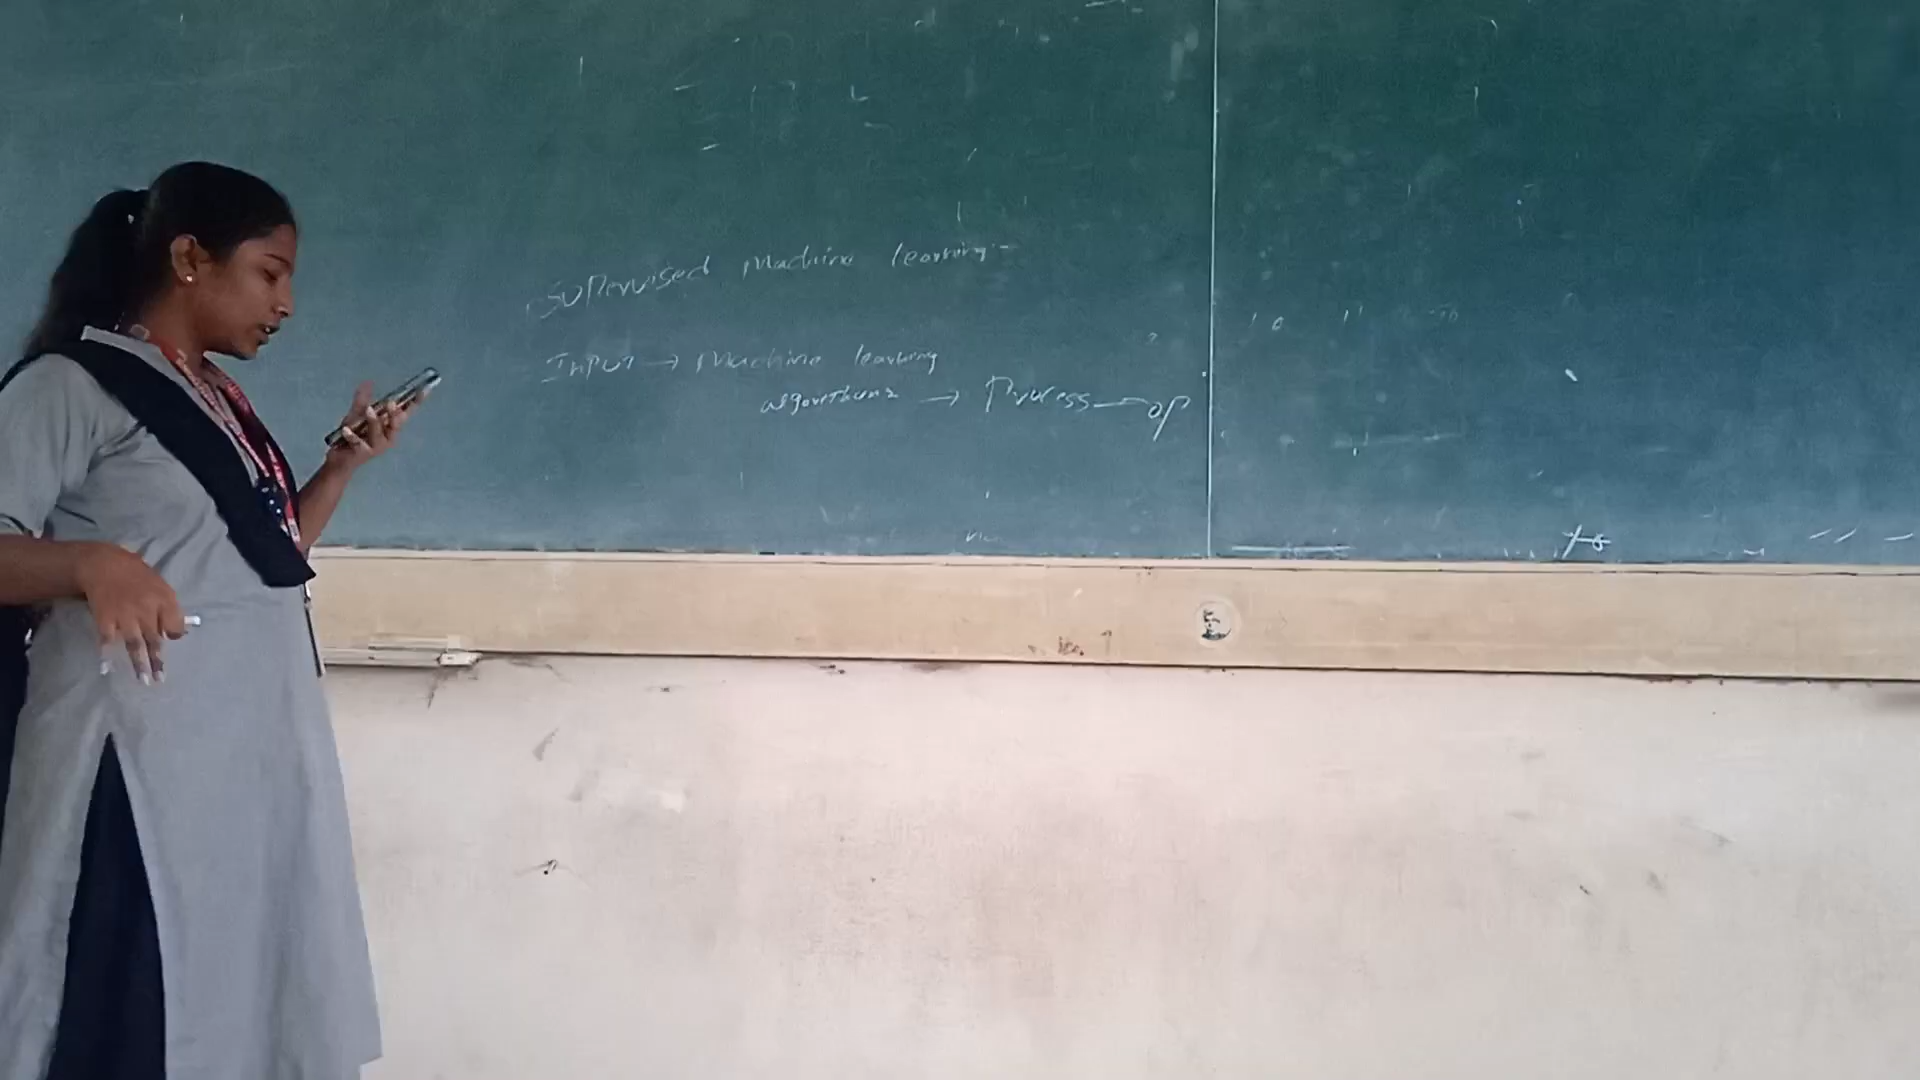 Supervised Machine learning:-
Input → Machine learning
algorithms → Process → op